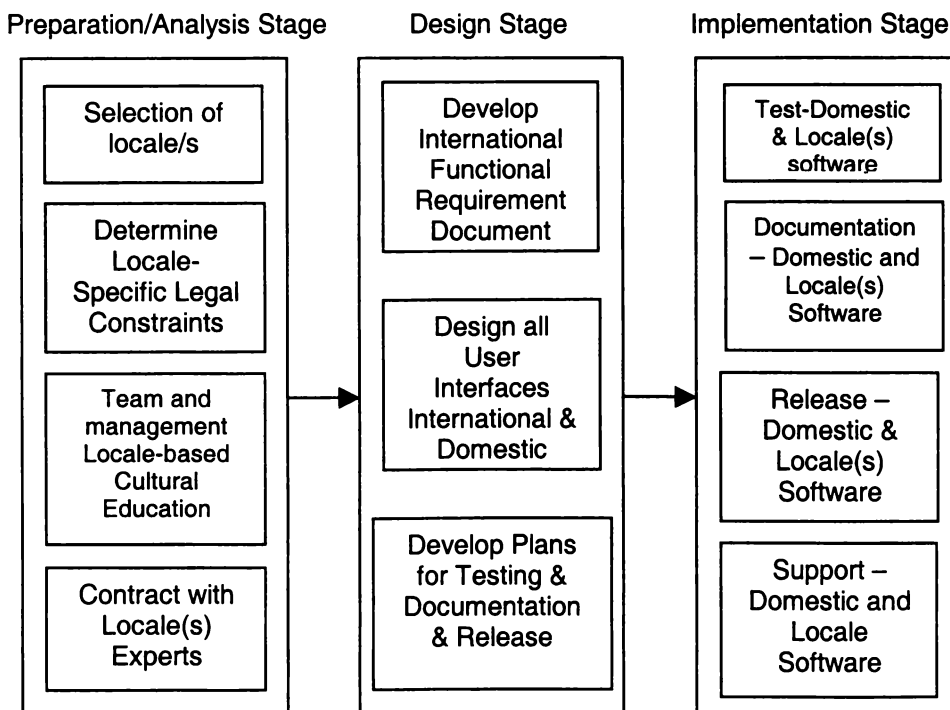 Preparation/Analysis Stage
Selection of
locale/s
Determine
Locale-
Specific Legal
Constraints
Team and
management
Locale-based
Cultural
Education
Contract with
Locale(s)
Experts
Design Stage
Develop
International
Functional
Requirement
Document
Design all
User
Interfaces
International &
Domestic
Develop Plans
for Testing &
Documentation
& Release
Implementation Stage
Test-Domestic
& Locale(s)
software
Documentation
– Domestic and
Locale(s)
Software
Release –
Domestic &
Locale(s)
Software
Support –
Domestic and
Locale
Software